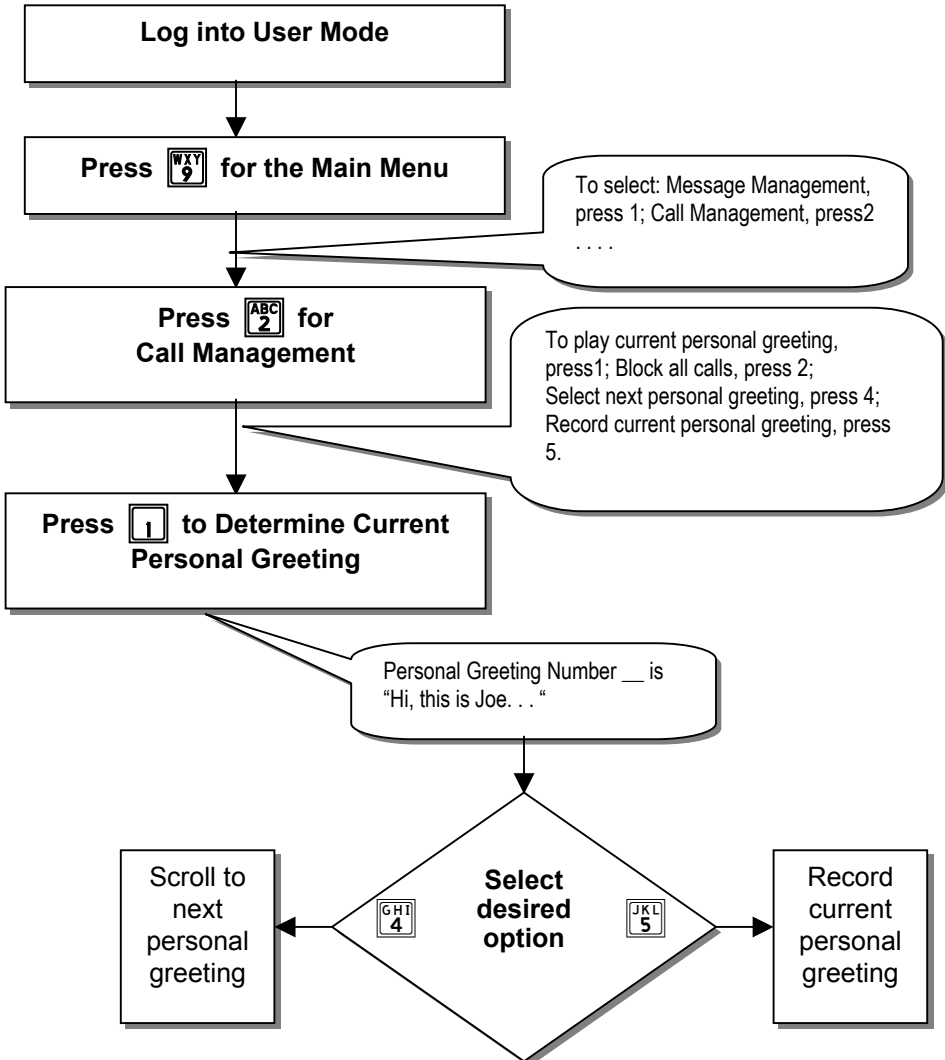 Log into User Mode
Press WXY 9 for the Main Menu
To select: Message Management,
press 1; Call Management, press2
. . . .
Press ABC 2 for
Call Management
To play current personal greeting,
press1; Block all calls, press 2;
Select next personal greeting, press 4;
Record current personal greeting, press
5.
Press 1 to Determine Current
Personal Greeting
Personal Greeting Number __ is
“Hi, this is Joe. . . “
Scroll to
next
personal
greeting
GHI
4
Select
desired
option
JKL
5
Record
current
personal
greeting